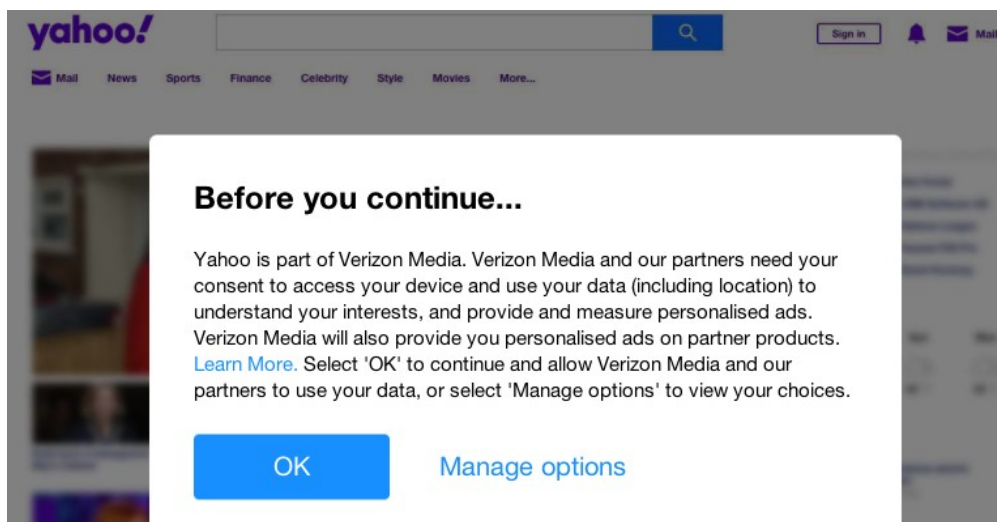 yahoo!
Sign in
Mail
Mail News Sports Finance Celebrity Style Movies More...
Before you continue...
Yahoo is part of Verizon Media. Verizon Media and our partners need your
consent to access your device and use your data (including location) to
understand your interests, and provide and measure personalised ads.
Verizon Media will also provide you personalised ads on partner products.
Learn More. Select 'OK' to continue and allow Verizon Media and our
partners to use your data, or select 'Manage options' to view your choices.
OK Manage options